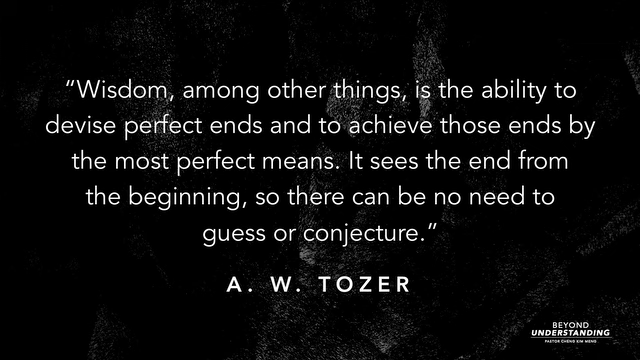 “Wisdom, among other things, is the ability to
devise perfect ends and to achieve those ends by
the most perfect means. It sees the end from
the beginning, so there can be no need to
guess or conjecture.”
A. W. TOZER
BEYOND
UNDERSTANDING
PASTOR CHENG KIM MENG